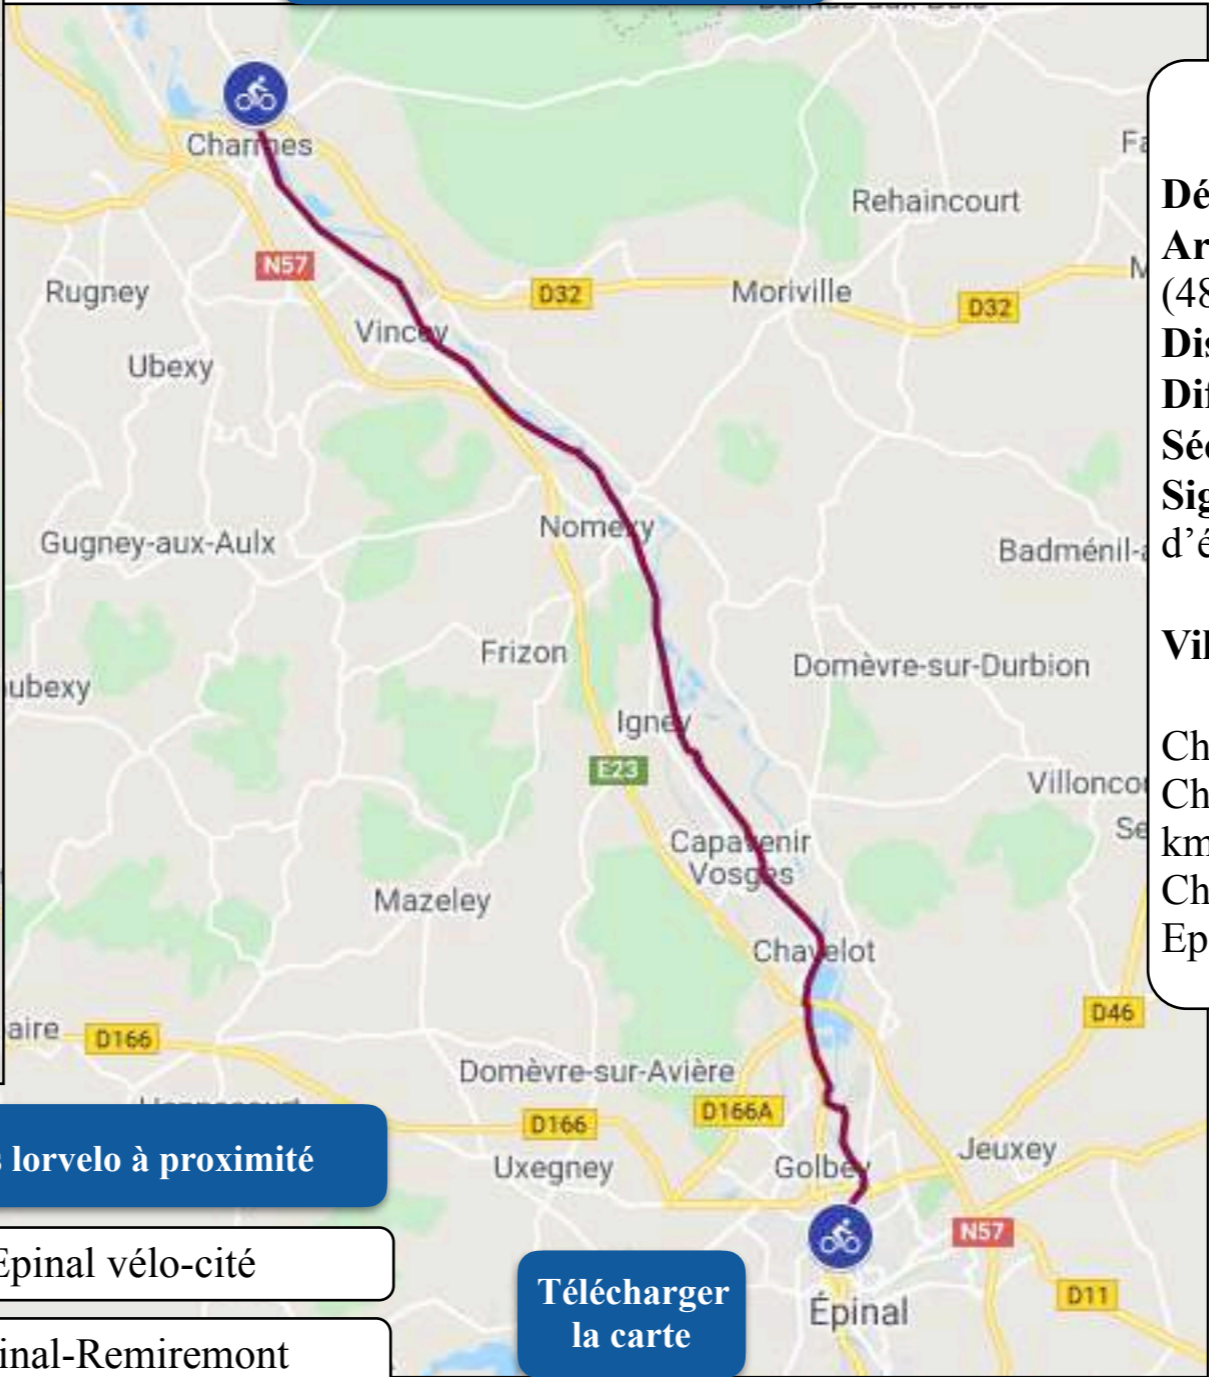 Charmes
Rehaincourt
N57
Rugney
D32
Moriville
D32
Vincey
Ubexy
Nomexy
Gugney-aux-Aulx
Badménil-
Frizon
Domèvre-sur-Durbion
ubexy
Igney
E23
Villonco
Capavenir
Vosges
Mazeley
Chavelot
aire
D166
D46
Domèvre-sur-Avière
D166A
D166
Jeuxey
Uxegney
Golbey
N57
D11
Épinal
Dé
Ar
(48
Dis
Dif
Séc
Sig
d'é
Vil
Ch
Ch
km
Ch
Ep
s lorvelo à proximité
Epinal vélo-cité
inal-Remiremont
Télécharger
la carte